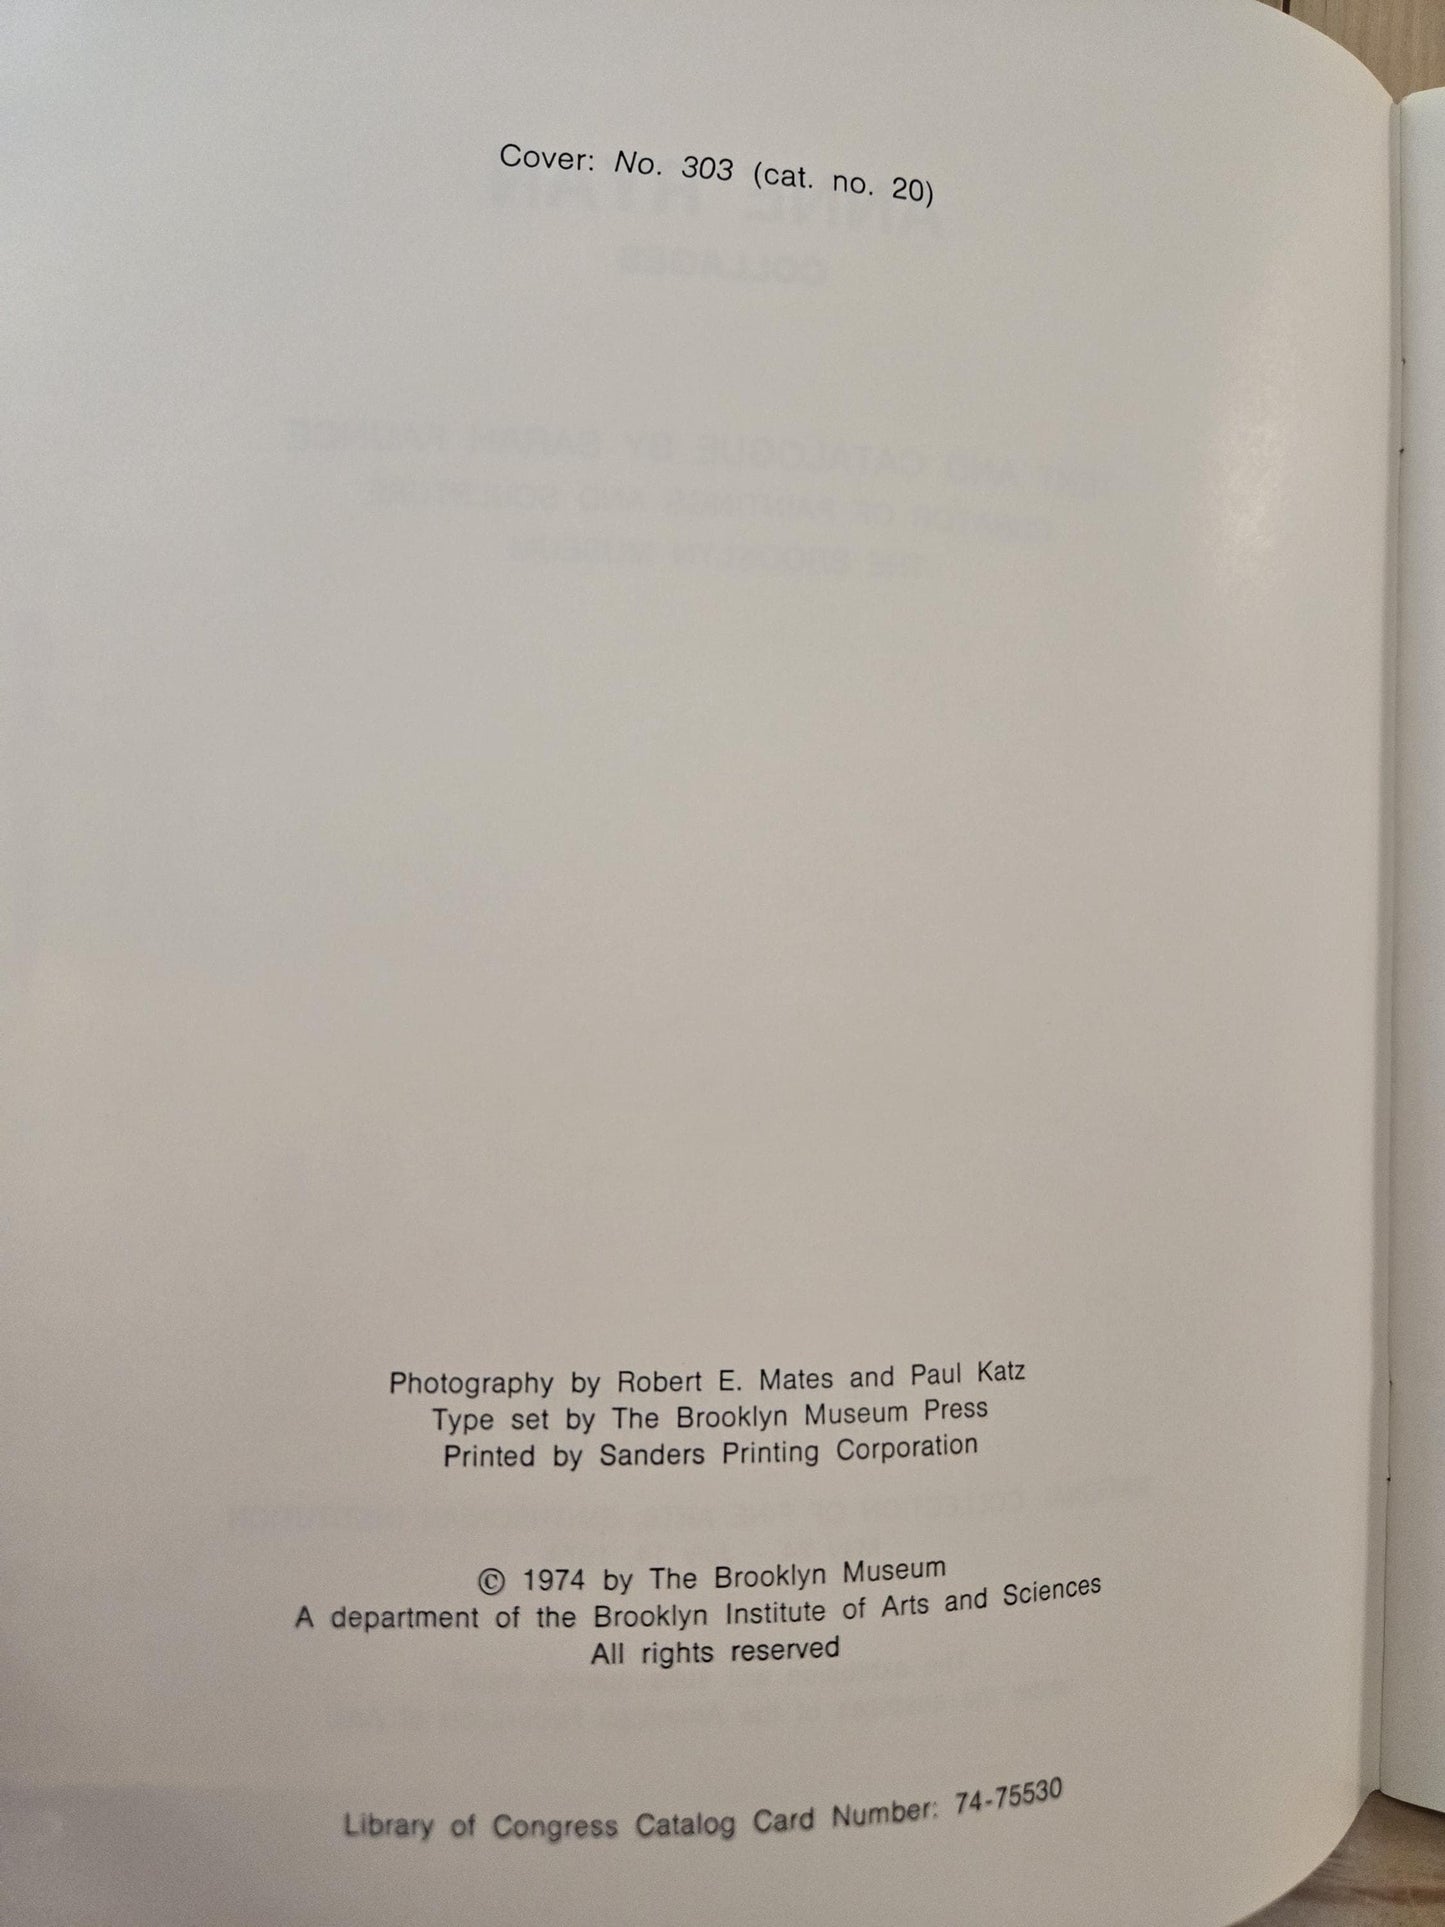 Cover: No. 303 (cat. no. 20)
Photography by Robert E. Mates and Paul Katz
Type set by The Brooklyn Museum Press
Printed by Sanders Printing Corporation
© 1974 by The Brooklyn Museum
A department of the Brooklyn Institute of Arts and Sciences
All rights reserved
Library of Congress Catalog Card Number: 74-75530